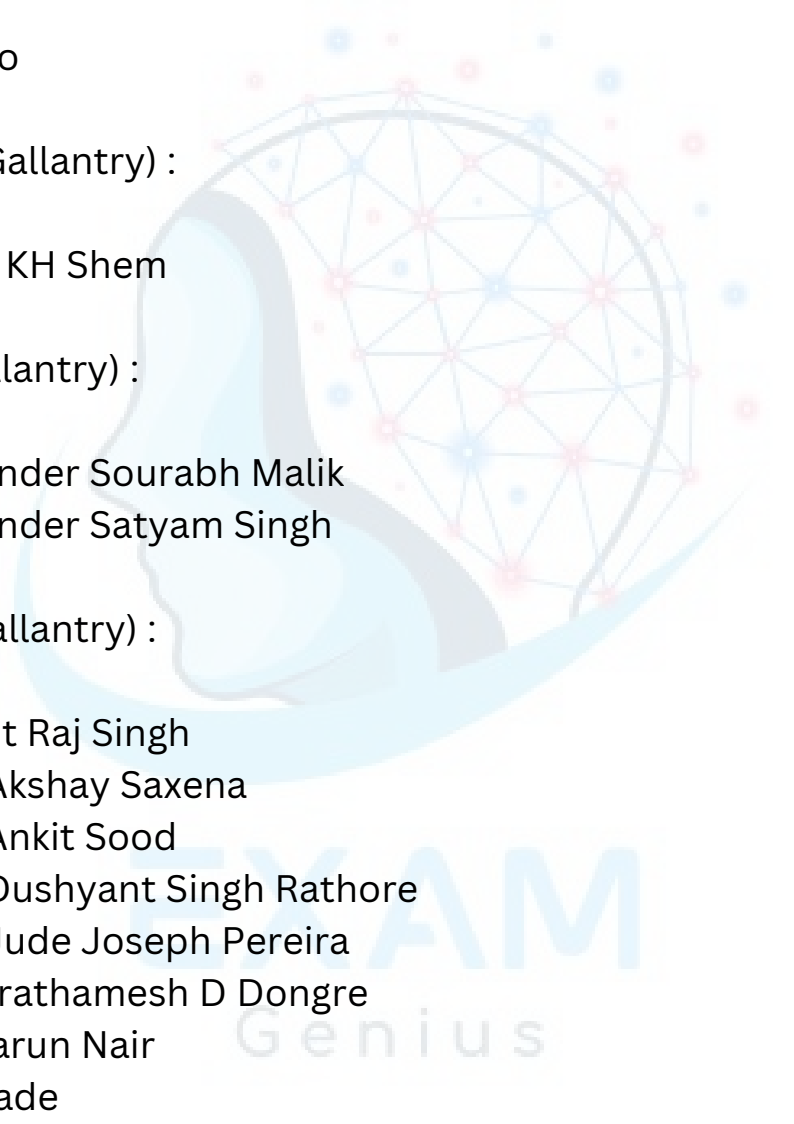 o
Gallantry) :
KH Shem
lantry) :
nder Sourabh Malik
nder Satyam Singh
allantry) :
t Raj Singh
Akshay Saxena
Ankit Sood
Dushyant Singh Rathore
Jude Joseph Pereira
rathamesh D Dongre
arun Nair
ade
EXAM
Genius